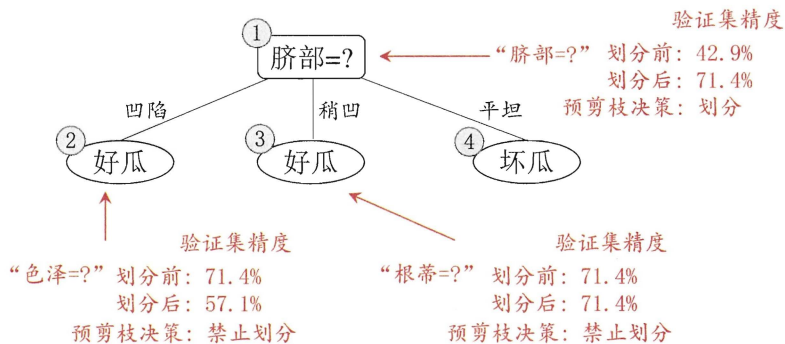 验证集精度
①
脐部=?
“脐部=?” 划分前: 42.9%
划分后: 71.4%
预剪枝决策: 划分
凹陷
稍凹
平坦
②
好瓜
③
好瓜
④
坏瓜
验证集精度
“色泽=?” 划分前: 71.4%
划分后: 57.1%
预剪枝决策: 禁止划分
验证集精度
“根蒂=?” 划分前: 71.4%
划分后: 71.4%
预剪枝决策: 禁止划分